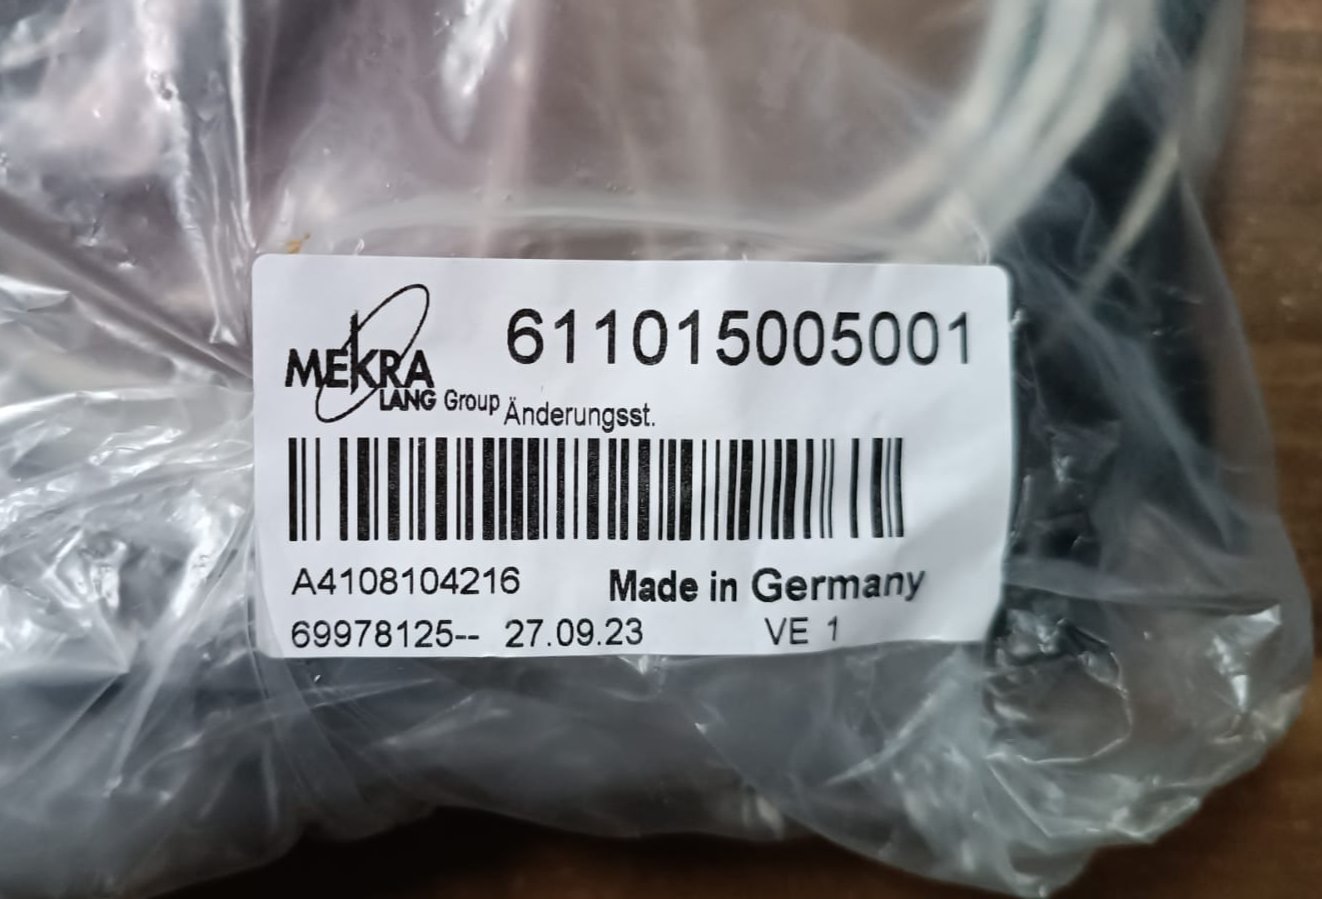 MEKRA
LANG Group
611015005001
Änderungsst.
A4108104216 Made in Germany
69978125-- 27.09.23 VE 1